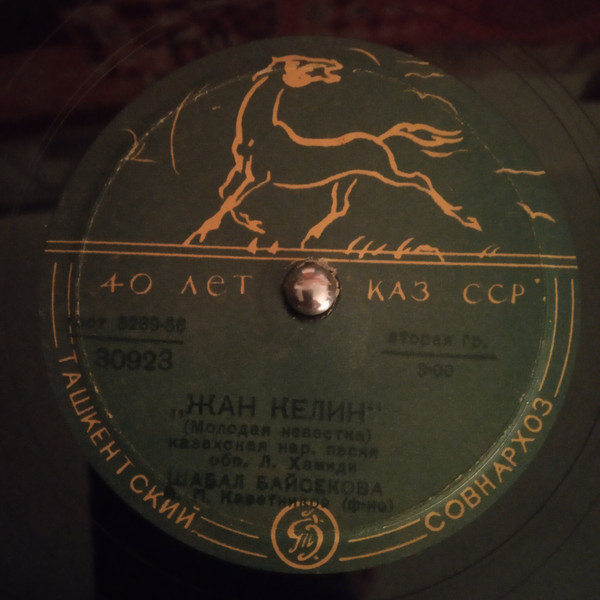 40 ЛЕТ КАЗ ССР
ГОСТ 5289-56
30923
вторая гр.
3-00
„ЖАН КЕЛИН“
(Молодая невестка)
казахская нар. песня
обр. Л. Хамиди
ШАБАЛ БАЙСЕКОВА
М. Каретников (ф-но)
ТАШКЕНТСКИЙ
СОВНАРХОЗ